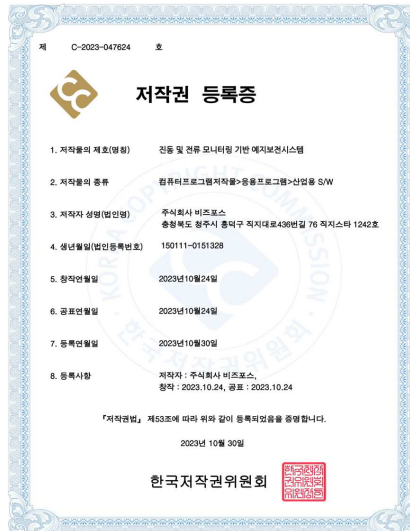 제 C-2023-047624 호
저작권 등록증
1. 저작물의 제호(명칭) 진동 및 전류 모니터링 기반 예지보전시스템
2. 저작물의 종류 컴퓨터프로그램저작물>응용프로그램>산업용 S/W
3. 저작자 성명(법인명) 주식회사 비즈포스
충청북도 청주시 흥덕구 직지대로436번길 76 직지스타 1242호
4. 생년월일(법인등록번호) 150111-0151328
5. 창작연월일 2023년10월24일
6. 공표연월일 2023년10월24일
7. 등록연월일 2023년10월30일
8. 등록사항 저작자 : 주식회사 비즈포스,
창작 : 2023.10.24, 공표 : 2023.10.24
『저작권법』 제53조에 따라 위와 같이 등록되었음을 증명합니다.
2023년 10월 30일
한국저작권위원회
KOREA COPYRIGHT COMMISSION
한국저작권위원회